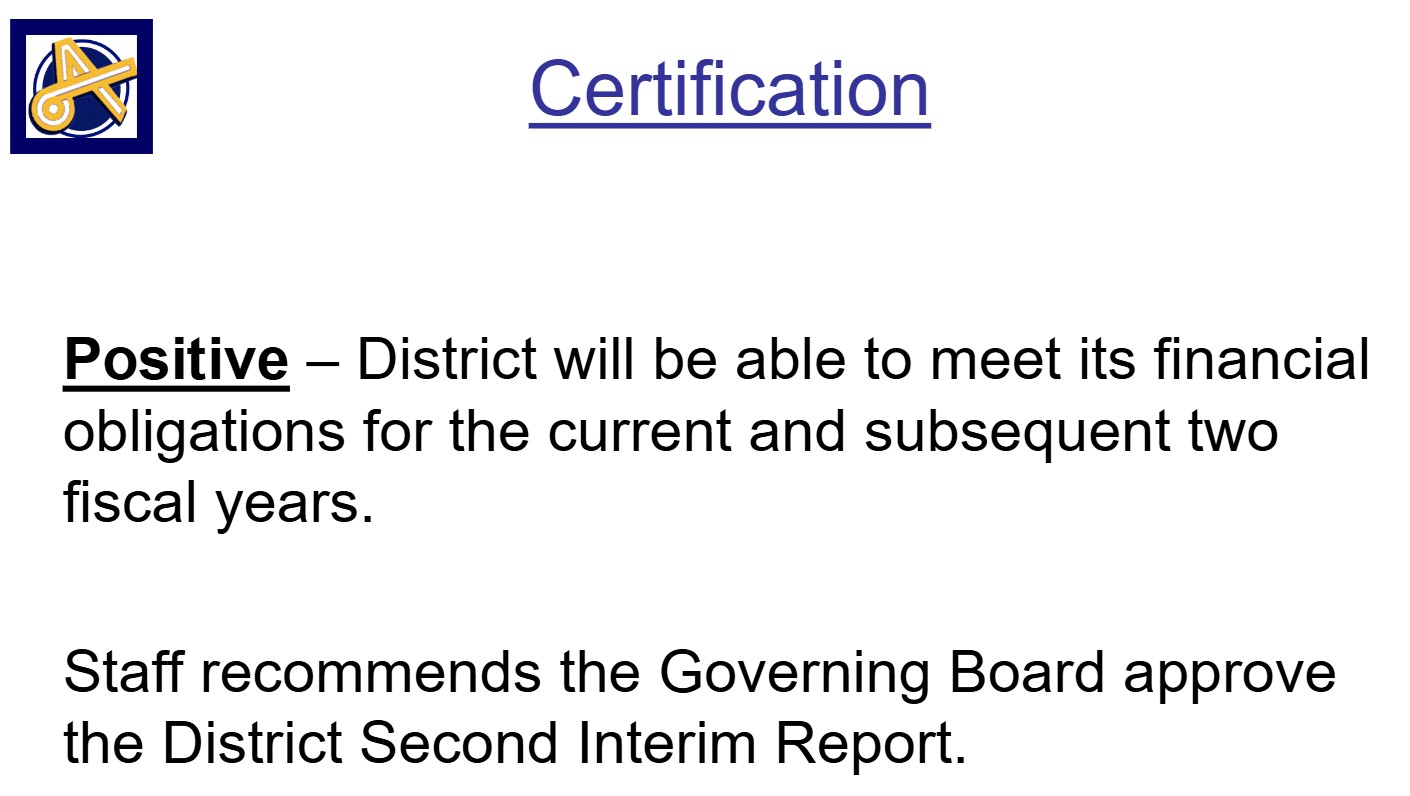 Certification
Positive – District will be able to meet its financial
obligations for the current and subsequent two
fiscal years.
Staff recommends the Governing Board approve
the District Second Interim Report.